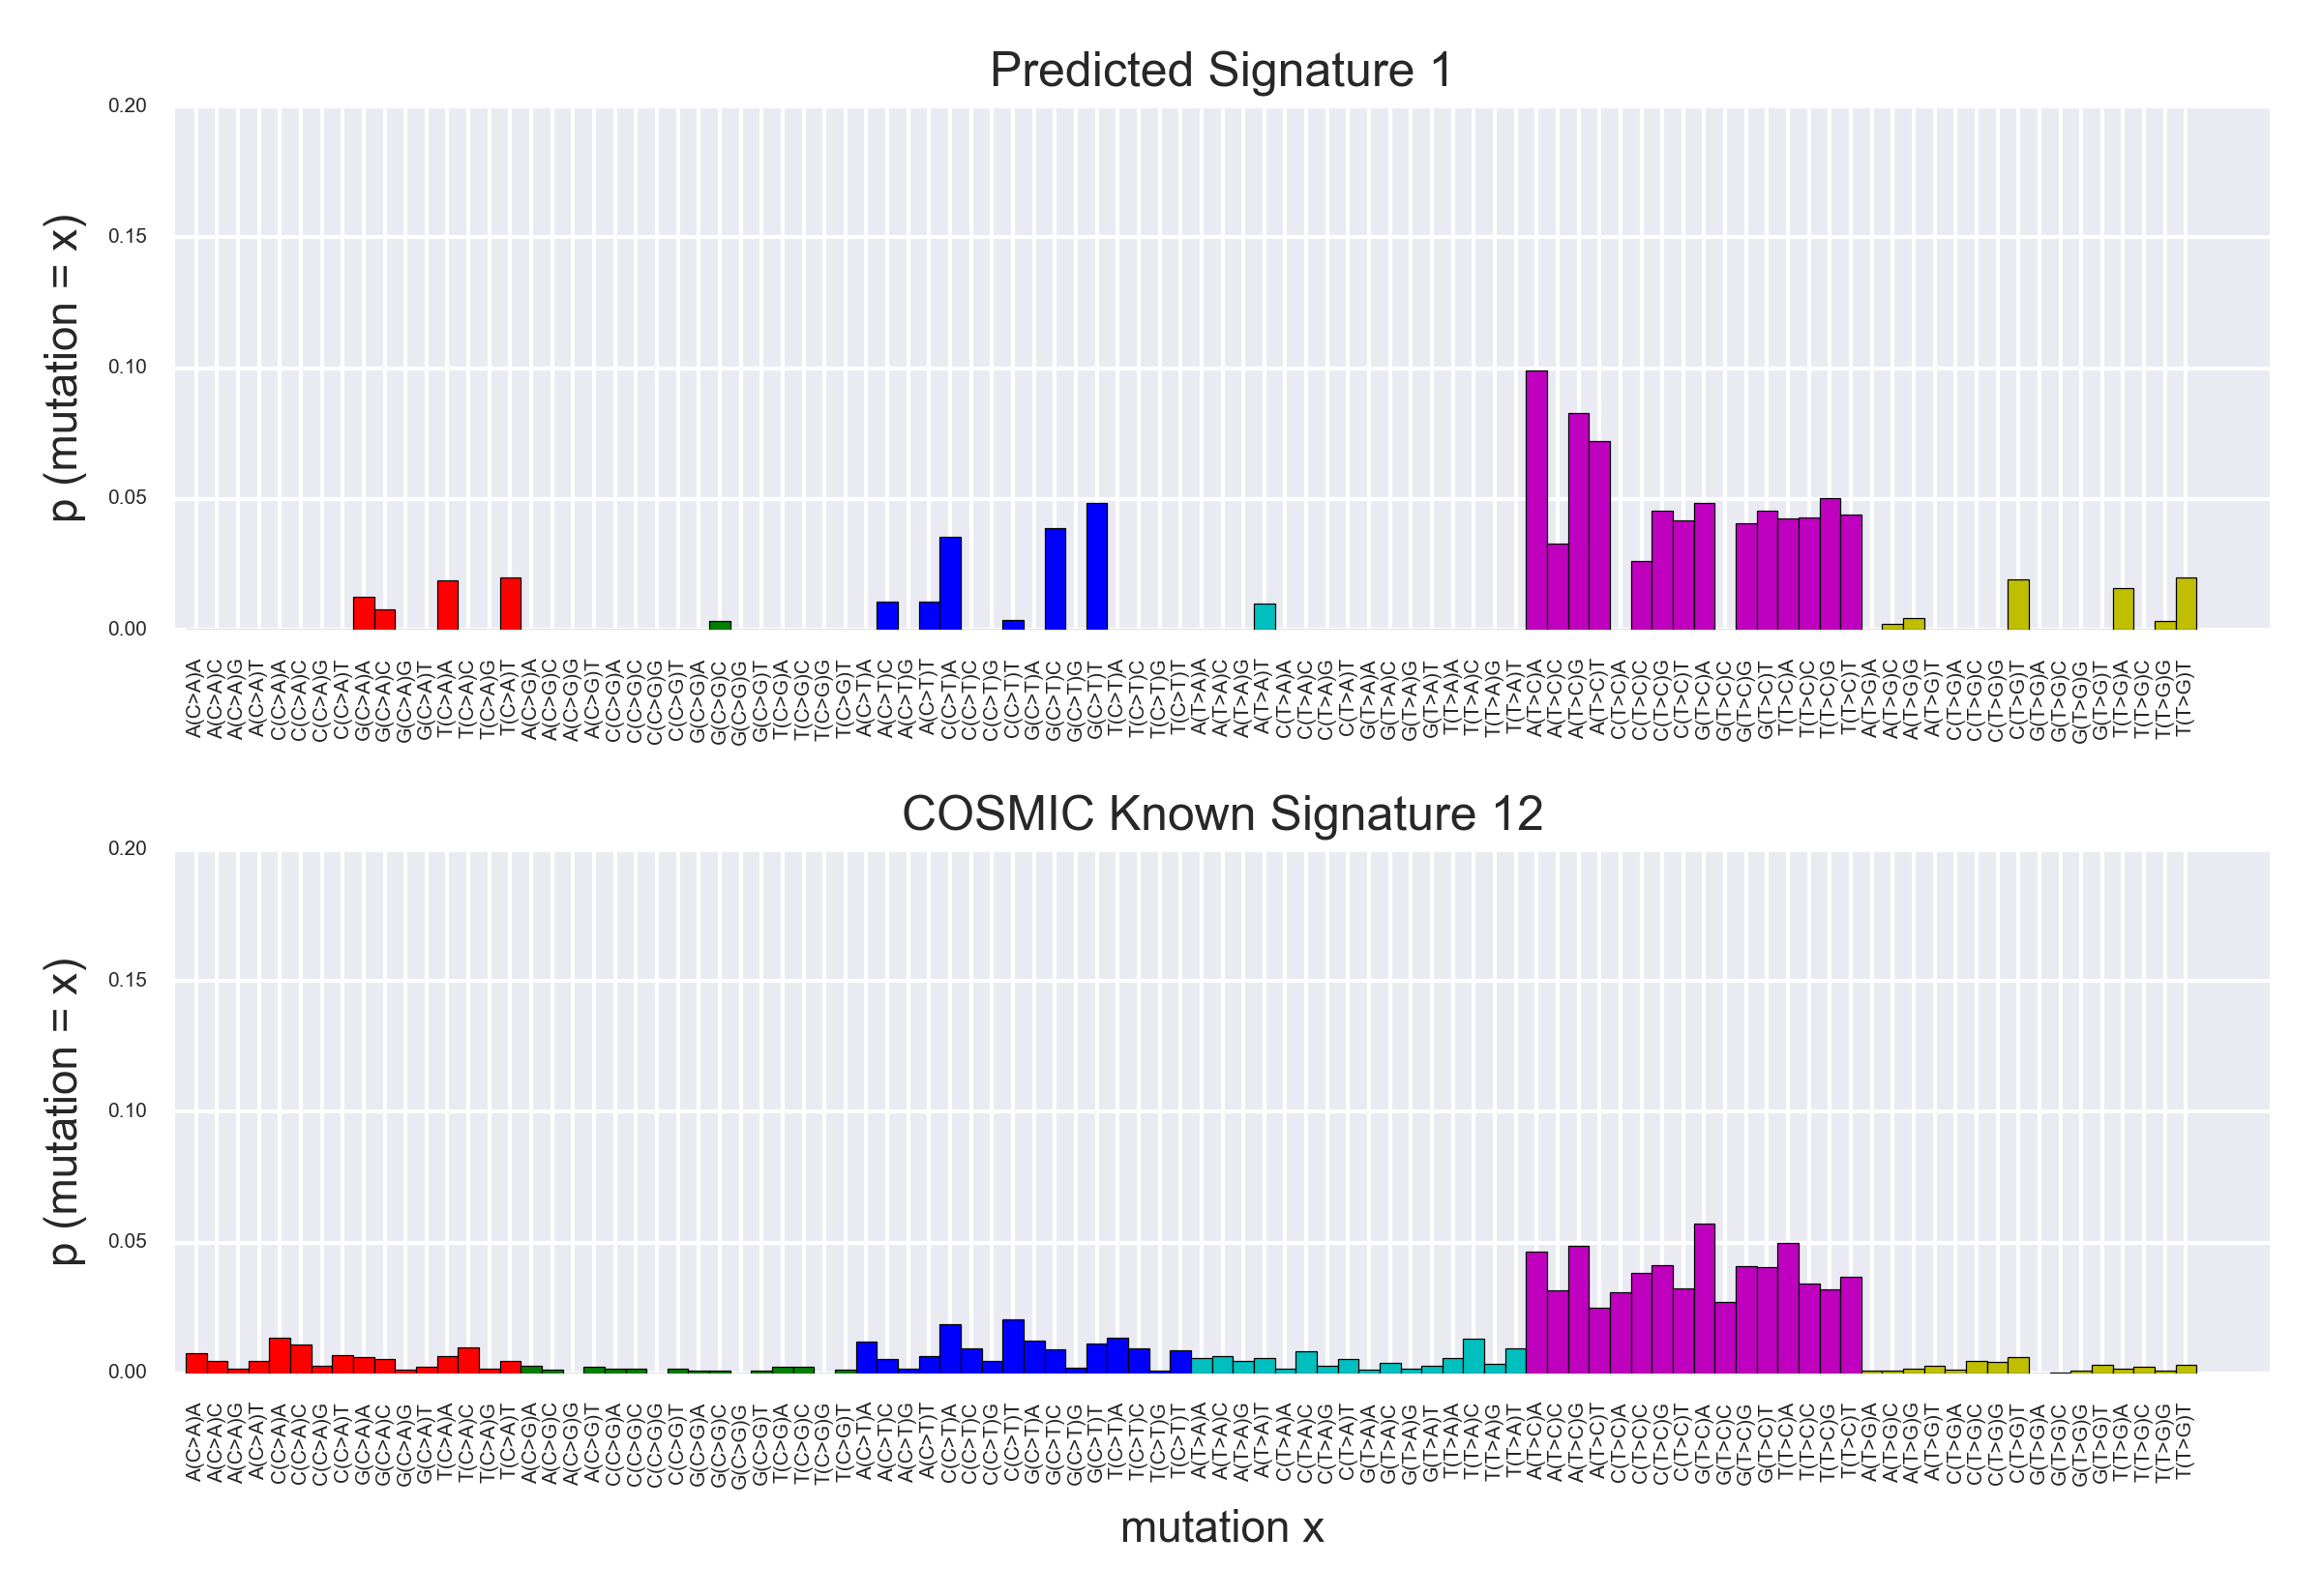 Predicted Signature 1
0.20
0.15
0.10
0.05
0.00
p (mutation = x)
A(C>A)A A(C>A)C A(C>A)G A(C>A)T C(C>A)A C(C>A)C C(C>A)G C(C>A)T G(C>A)A G(C>A)C G(C>A)G G(C>A)T T(C>A)A T(C>A)C T(C>A)G T(C>A)T A(C>G)A A(C>G)C A(C>G)G A(C>G)T C(C>G)A C(C>G)C C(C>G)G C(C>G)T G(C>G)A G(C>G)C G(C>G)G G(C>G)T T(C>G)A T(C>G)C T(C>G)G T(C>G)T A(C>T)A A(C>T)C A(C>T)G A(C>T)T C(C>T)A C(C>T)C C(C>T)G C(C>T)T G(C>T)A G(C>T)C G(C>T)G G(C>T)T T(C>T)A T(C>T)C T(C>T)G T(C>T)T A(T>A)A A(T>A)C A(T>A)G A(T>A)T C(T>A)A C(T>A)C C(T>A)G C(T>A)T G(T>A)A G(T>A)C G(T>A)G G(T>A)T T(T>A)A T(T>A)C T(T>A)G T(T>A)T A(T>C)A A(T>C)C A(T>C)G A(T>C)T C(T>C)A C(T>C)C C(T>C)G C(T>C)T G(T>C)A G(T>C)C G(T>C)G G(T>C)T T(T>C)A T(T>C)C T(T>C)G T(T>C)T A(T>G)A A(T>G)C A(T>G)G A(T>G)T C(T>G)A C(T>G)C C(T>G)G C(T>G)T G(T>G)A G(T>G)C G(T>G)G G(T>G)T T(T>G)A T(T>G)C T(T>G)G T(T>G)T
COSMIC Known Signature 12
0.20
0.15
0.10
0.05
0.00
p (mutation = x)
A(C>A)A A(C>A)C A(C>A)G A(C>A)T C(C>A)A C(C>A)C C(C>A)G C(C>A)T G(C>A)A G(C>A)C G(C>A)G G(C>A)T T(C>A)A T(C>A)C T(C>A)G T(C>A)T A(C>G)A A(C>G)C A(C>G)G A(C>G)T C(C>G)A C(C>G)C C(C>G)G C(C>G)T G(C>G)A G(C>G)C G(C>G)G G(C>G)T T(C>G)A T(C>G)C T(C>G)G T(C>G)T A(C>T)A A(C>T)C A(C>T)G A(C>T)T C(C>T)A C(C>T)C C(C>T)G C(C>T)T G(C>T)A G(C>T)C G(C>T)G G(C>T)T T(C>T)A T(C>T)C T(C>T)G T(C>T)T A(T>A)A A(T>A)C A(T>A)G A(T>A)T C(T>A)A C(T>A)C C(T>A)G C(T>A)T G(T>A)A G(T>A)C G(T>A)G G(T>A)T T(T>A)A T(T>A)C T(T>A)G T(T>A)T A(T>C)A A(T>C)C A(T>C)G A(T>C)T C(T>C)A C(T>C)C C(T>C)G C(T>C)T G(T>C)A G(T>C)C G(T>C)G G(T>C)T T(T>C)A T(T>C)C T(T>C)G T(T>C)T A(T>G)A A(T>G)C A(T>G)G A(T>G)T C(T>G)A C(T>G)C C(T>G)G C(T>G)T G(T>G)A G(T>G)C G(T>G)G G(T>G)T T(T>G)A T(T>G)C T(T>G)G T(T>G)T
mutation x